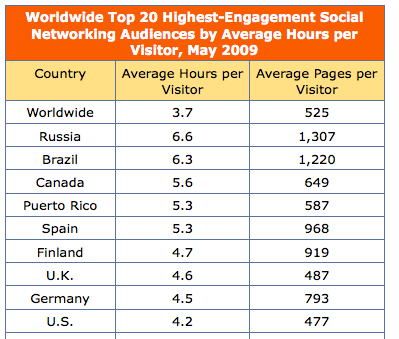 Worldwide Top 20 Highest-Engagement Social
Networking Audiences by Average Hours per
Visitor, May 2009
Country Average Hours per Visitor Average Pages per Visitor
Worldwide 3.7 525
Russia 6.6 1,307
Brazil 6.3 1,220
Canada 5.6 649
Puerto Rico 5.3 587
Spain 5.3 968
Finland 4.7 919
U.K. 4.6 487
Germany 4.5 793
U.S. 4.2 477